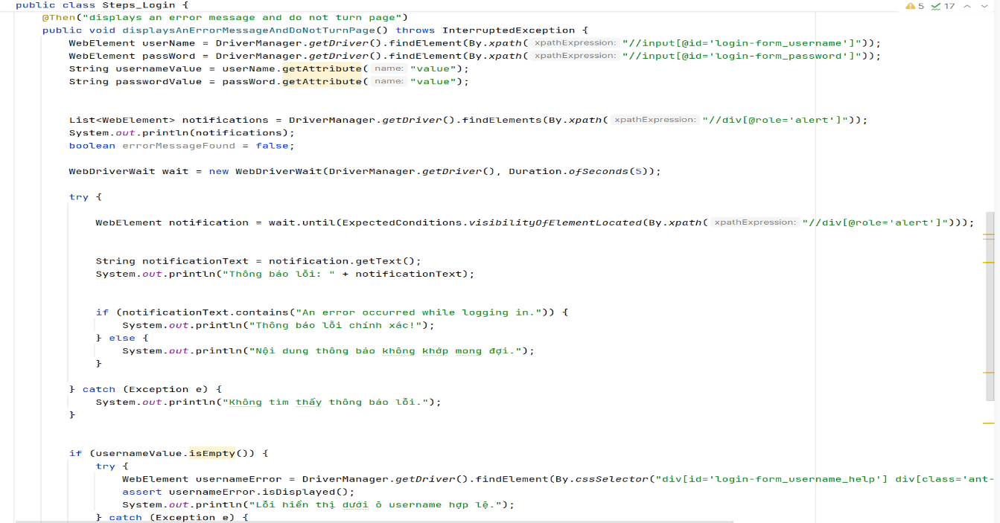 public class Steps_Login {
5 17
@Then("displays an error message and do not turn page")
public void displaysAnErrorMessageAndDoNotTurnPage() throws InterruptedException {
WebElement userName = DriverManager.getDriver().findElement(By.xpath( xpathExpression: "//input[@id='login-form_username']"));
WebElement passWord = DriverManager.getDriver().findElement(By.xpath( xpathExpression: "//input[@id='login-form_password']"));
String usernameValue = userName.getAttribute( name: "value");
String passwordValue = passWord.getAttribute( name: "value");
List<WebElement> notifications = DriverManager.getDriver().findElements(By.xpath( xpathExpression: "//div[@role='alert']"));
System.out.println(notifications);
boolean errorMessageFound = false;
WebDriverWait wait = new WebDriverWait(DriverManager.getDriver(), Duration.ofSeconds(5));
try {
WebElement notification = wait.until(ExpectedConditions.visibilityOfElementLocated(By.xpath( xpathExpression: "//div[@role='alert']")));
String notificationText = notification.getText();
System.out.println("Thông báo lỗi: " + notificationText);
if (notificationText.contains("An error occurred while logging in.")) {
System.out.println("Thông báo lỗi chính xác!");
} else {
System.out.println("Nội dung thông báo không khớp mong đợi.");
}
} catch (Exception e) {
System.out.println("Không tìm thấy thông báo lỗi.");
}
if (usernameValue.isEmpty()) {
try {
WebElement usernameError = DriverManager.getDriver().findElement(By.cssSelector("div[id='login-form_username_help'] div[class='ant-
assert usernameError.isDisplayed();
System.out.println("Lỗi hiển thị dưới ô username hợp lệ.");
} catch (Exception e) {